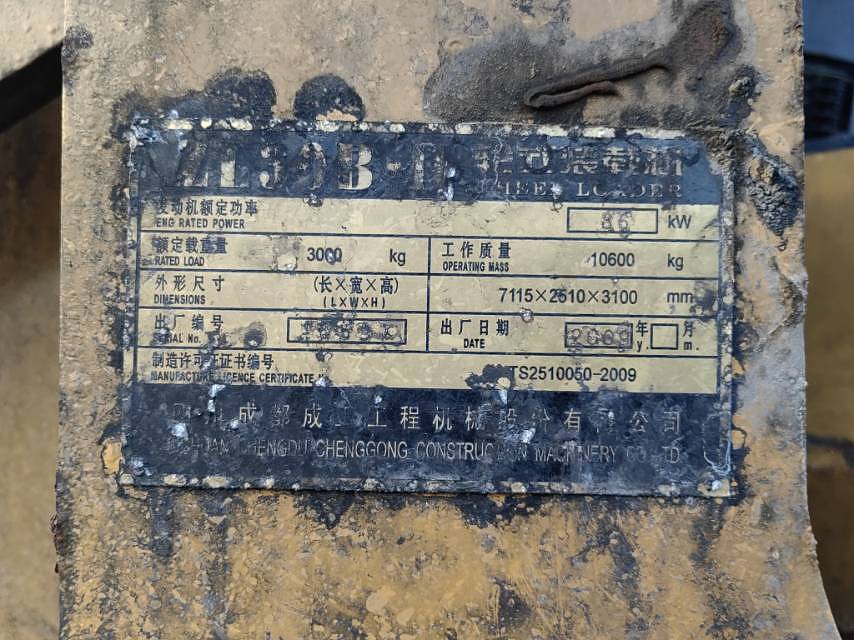 ZL30B-II 轮式装载机
WHEEL LOADER
发动机额定功率 kW
ENG RATED POWER
额定载重量 3000 kg 工作质量 10600 kg
RATED LOAD OPERATING MASS
外形尺寸 (长×宽×高) 7115×2510×3100 mm
DIMENSIONS (L×W×H)
出厂编号 出厂日期 年 月
SERIAL No. DATE y. m.
制造许可证证书编号 TS2510050-2009
MANUFACTURE LICENCE CERTIFICATE
四川成都成工工程机械股份有限公司
SICHUAN CHENGDU CHENGGONG CONSTRUCTION MACHINERY CO LTD